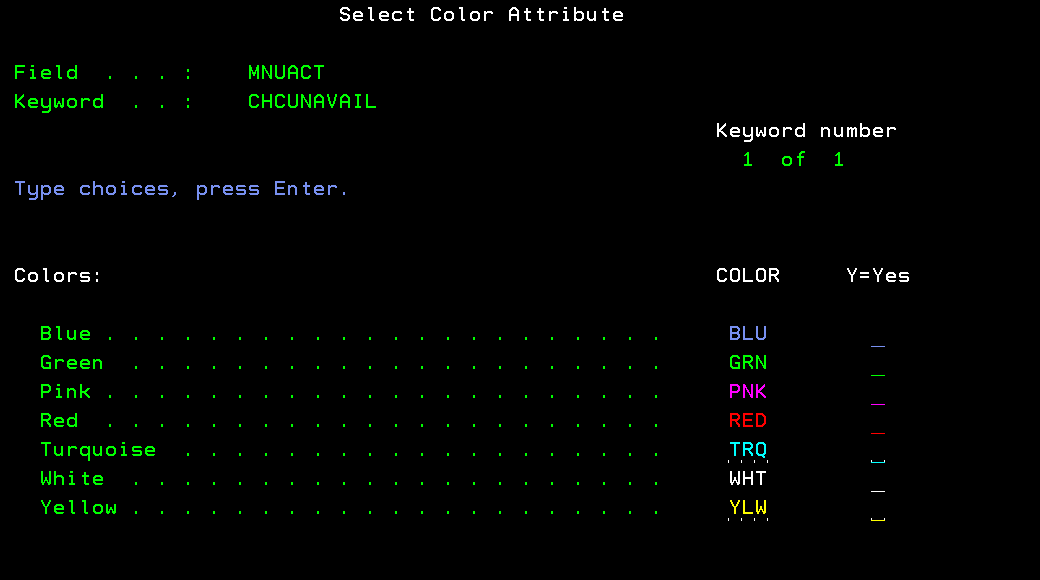 Select Color Attribute
Field . . . : MNUACT
Keyword . . : CHCUNAVAIL
Keyword number
1 of 1
Type choices, press Enter.
Colors: COLOR Y=Yes
Blue . . . . . . . . . . . . . . . . . . . . . . BLU _
Green . . . . . . . . . . . . . . . . . . . . . GRN _
Pink . . . . . . . . . . . . . . . . . . . . . . PNK _
Red . . . . . . . . . . . . . . . . . . . . . . RED _
Turquoise . . . . . . . . . . . . . . . . . . . TRQ _
White . . . . . . . . . . . . . . . . . . . . . WHT _
Yellow . . . . . . . . . . . . . . . . . . . . . YLW _